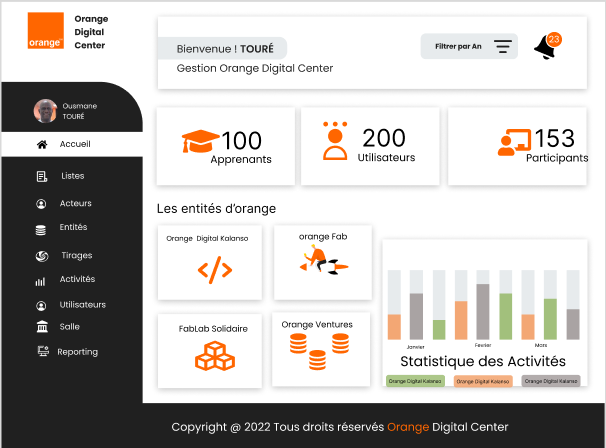 orange™
Orange
Digital
Center
Bienvenue ! TOURÉ
Gestion Orange Digital Center
Filtrer par An
23
Ousmane
TOURÉ
Accueil
Listes
Acteurs
Entités
Tirages
Activités
Utilisateurs
Salle
Reporting
100
Apprenants
200
Utilisateurs
153
Participants
Les entités d’orange
Orange Digital Kalanso
orange Fab
FabLab Solidaire
Orange Ventures
Janvier
Fevrier
Mars
Statistique des Activités
Orange Digital Kalanso
Orange Digital Kalanso
Orange Digital Kalanso
Copyright @ 2022 Tous droits réservés Orange Digital Center